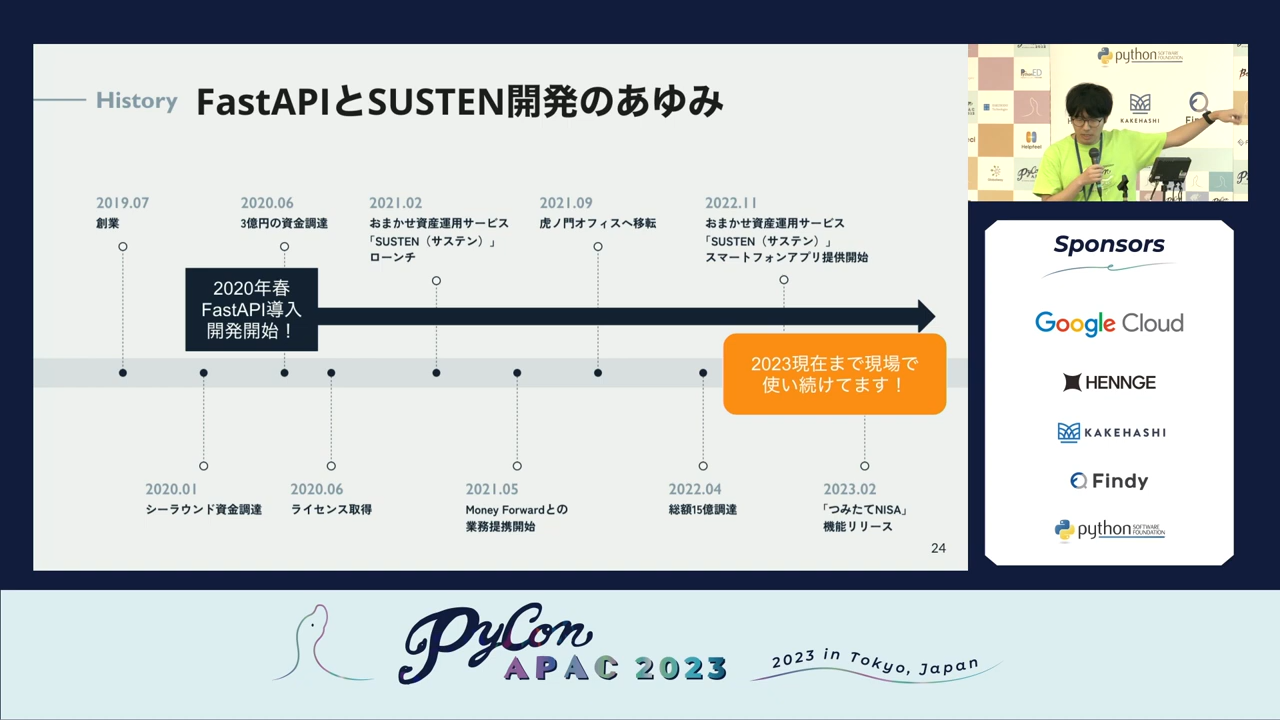 History FastAPIとSUSTEN開発のあゆみ
2019.07
創業
2020.06
3億円の資金調達
2021.02
おまかせ資産運用サービス
「SUSTEN（サステン）」
ローンチ
2021.09
虎ノ門オフィスへ移転
2022.11
おまかせ資産運用サービス
「SUSTEN（サステン）」
スマートフォンアプリ提供開始
2020年春
FastAPI導入
開発開始！
2023現在まで現場で
使い続けてます！
2020.01
シーラウンド資金調達
2020.06
ライセンス取得
2021.05
Money Forwardとの
業務提携開始
2022.04
総額15億調達
2023.02
「つみたてNISA」
機能リリース
24
python SOFTWARE FOUNDATION
KAKEHASHI
Helpfeel
Sponsors
Google Cloud
HENNGE
KAKEHASHI
Findy
python SOFTWARE FOUNDATION
PyCon
APAC 2023
2023 in Tokyo, Japan